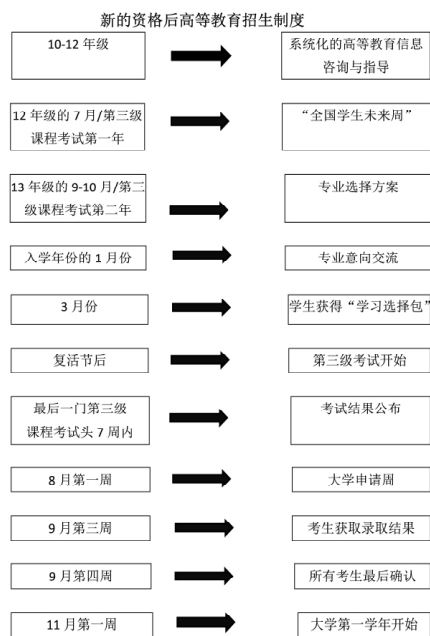 新的资格后高等教育招生制度
10-12 年级
系统化的高等教育信息
咨询与指导
12 年级的 7 月/第三级
课程考试第一年
“全国学生未来周”
13 年级的 9-10 月/第三
级课程考试第二年
专业选择方案
入学年份的 1 月份
专业意向交流
3 月份
学生获得“学习选择包”
复活节后
第三级考试开始
最后一门第三级
课程考试头 7 周内
考试结果公布
8 月第一周
大学申请周
9 月第三周
考生获取录取结果
9 月第四周
所有考生最后确认
11 月第一周
大学第一学年开始